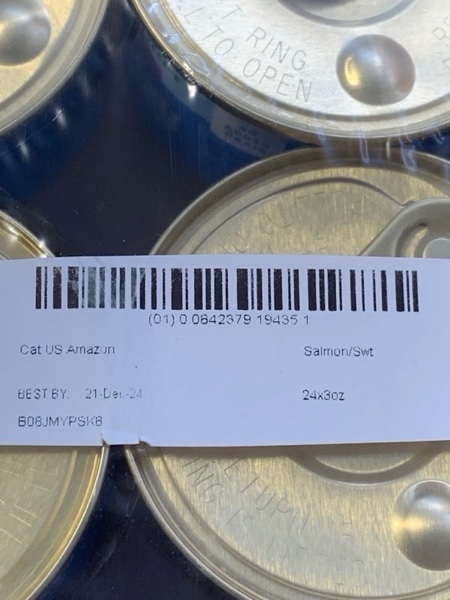 T RING
TO OPEN
(01) 0 0842379 19435 1
Cat US Amazon
Salmon/Swt
BEST BY: 21-Dec-24
24x3oz
B08JMYPSK8